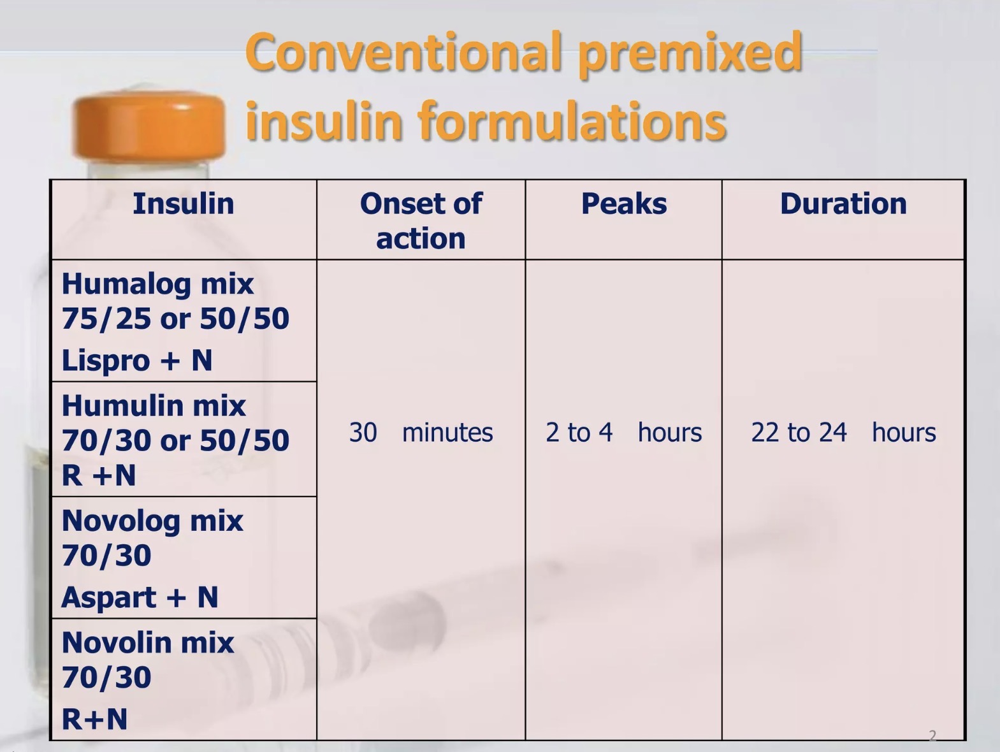 Conventional premixed
insulin formulations
Insulin
Onset of
action
Peaks
Duration
Humalog mix
75/25 or 50/50
Lispro + N
Humulin mix
70/30 or 50/50
R +N
30 minutes
2 to 4 hours
22 to 24 hours
Novolog mix
70/30
Aspart + N
Novolin mix
70/30
R+N
2